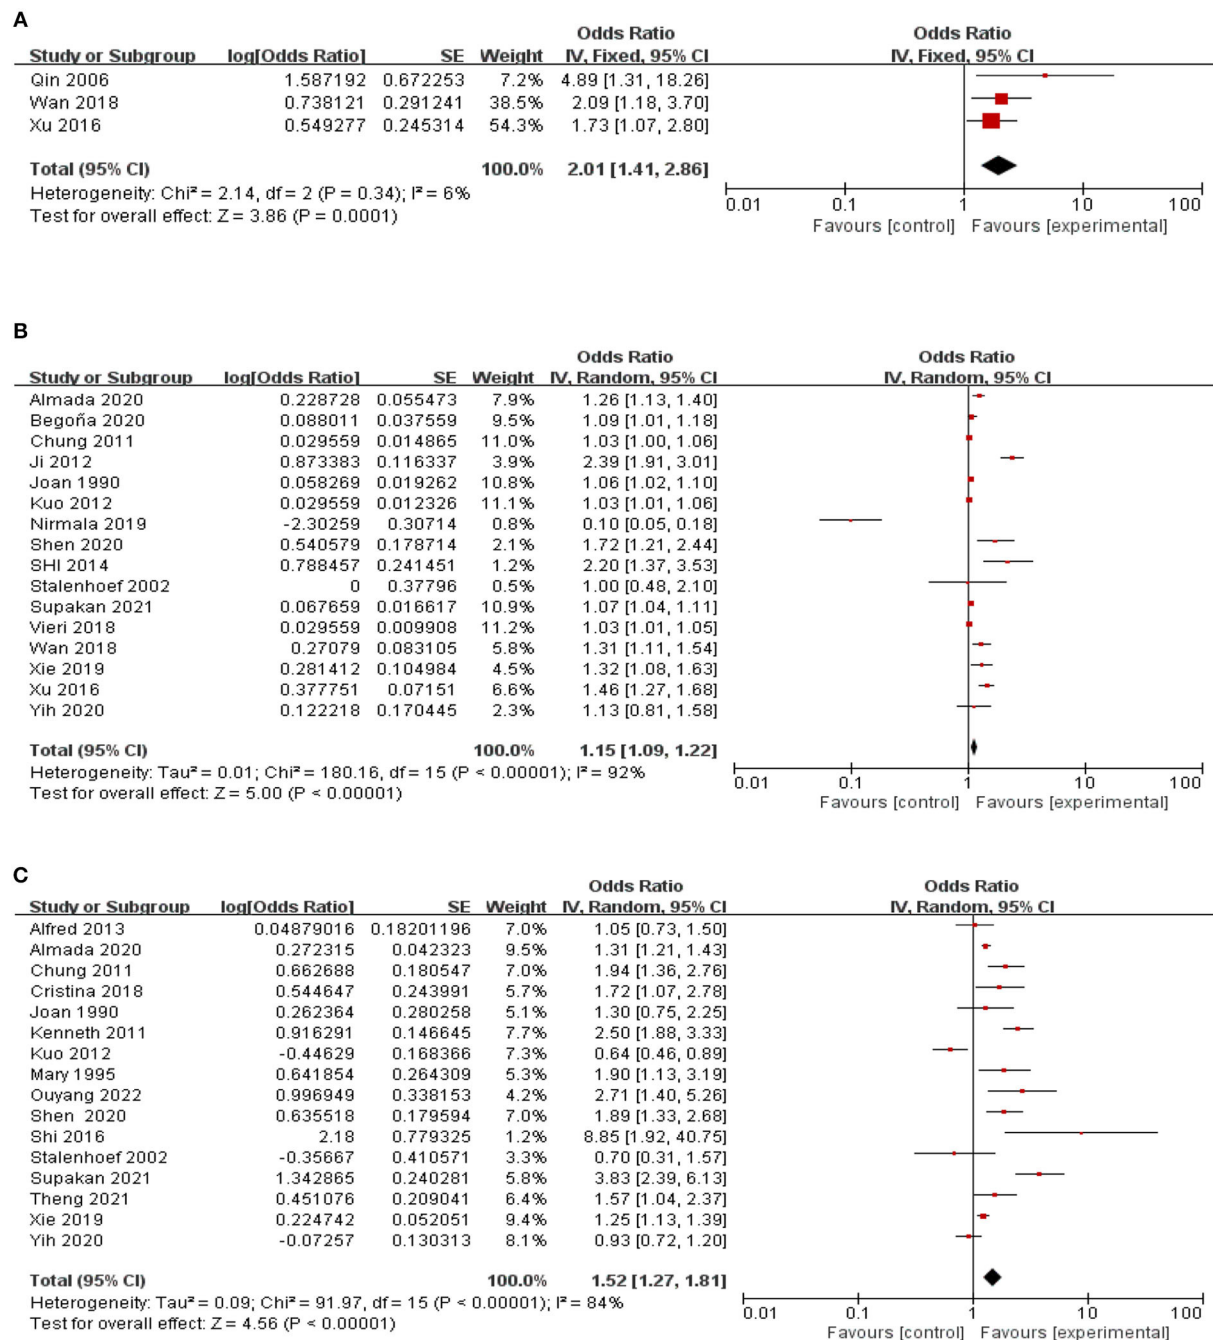 A
Odds Ratio Odds Ratio
Study or Subgroup log[Odds Ratio] SE Weight IV, Fixed, 95% CI IV, Fixed, 95% CI
Qin 2006 1.587192 0.672253 7.2% 4.89 [1.31, 18.26]
Wan 2018 0.738121 0.291241 38.5% 2.09 [1.18, 3.70]
Xu 2016 0.549277 0.245314 54.3% 1.73 [1.07, 2.80]
Total (95% CI) 100.0% 2.01 [1.41, 2.86]
Heterogeneity: Chi² = 2.14, df = 2 (P = 0.34); I² = 6%
Test for overall effect: Z = 3.86 (P = 0.0001)
0.01 0.1 1 10 100
Favours [control] Favours [experimental]
B
Odds Ratio Odds Ratio
Study or Subgroup log[Odds Ratio] SE Weight IV, Random, 95% CI IV, Random, 95% CI
Almada 2020 0.228728 0.055473 7.9% 1.26 [1.13, 1.40]
Begoña 2020 0.088011 0.037559 9.5% 1.09 [1.01, 1.18]
Chung 2011 0.029559 0.014865 11.0% 1.03 [1.00, 1.06]
Ji 2012 0.873383 0.116337 3.9% 2.39 [1.91, 3.01]
Joan 1990 0.058269 0.019262 10.8% 1.06 [1.02, 1.10]
Kuo 2012 0.029559 0.012326 11.1% 1.03 [1.01, 1.06]
Nirmala 2019 -2.30259 0.30714 0.8% 0.10 [0.05, 0.18]
Shen 2020 0.540579 0.178714 2.1% 1.72 [1.21, 2.44]
SHI 2014 0.788457 0.241451 1.2% 2.20 [1.37, 3.53]
Stalenhoef 2002 0 0.37796 0.5% 1.00 [0.48, 2.10]
Supakan 2021 0.067659 0.016617 10.9% 1.07 [1.04, 1.11]
Vieri 2018 0.029559 0.009908 11.2% 1.03 [1.01, 1.05]
Wan 2018 0.27079 0.083105 5.8% 1.31 [1.11, 1.54]
Xie 2019 0.281412 0.104984 4.5% 1.32 [1.08, 1.63]
Xu 2016 0.377751 0.07151 6.6% 1.46 [1.27, 1.68]
Yih 2020 0.122218 0.170445 2.3% 1.13 [0.81, 1.58]
Total (95% CI) 100.0% 1.15 [1.09, 1.22]
Heterogeneity: Tau² = 0.01; Chi² = 180.16, df = 15 (P < 0.00001); I² = 92%
Test for overall effect: Z = 5.00 (P < 0.00001)
0.01 0.1 1 10 100
Favours [control] Favours [experimental]
C
Odds Ratio Odds Ratio
Study or Subgroup log[Odds Ratio] SE Weight IV, Random, 95% CI IV, Random, 95% CI
Alfred 2013 0.04879016 0.18201196 7.0% 1.05 [0.73, 1.50]
Almada 2020 0.272315 0.042323 9.5% 1.31 [1.21, 1.43]
Chung 2011 0.662688 0.180547 7.0% 1.94 [1.36, 2.76]
Cristina 2018 0.544647 0.243991 5.7% 1.72 [1.07, 2.78]
Joan 1990 0.262364 0.280258 5.1% 1.30 [0.75, 2.25]
Kenneth 2011 0.916291 0.146645 7.7% 2.50 [1.88, 3.33]
Kuo 2012 -0.44629 0.168366 7.3% 0.64 [0.46, 0.89]
Mary 1995 0.641854 0.264309 5.3% 1.90 [1.13, 3.19]
Ouyang 2022 0.996949 0.338153 4.2% 2.71 [1.40, 5.26]
Shen 2020 0.635518 0.179594 7.0% 1.89 [1.33, 2.68]
Shi 2016 2.18 0.779325 1.2% 8.85 [1.92, 40.75]
Stalenhoef 2002 -0.35667 0.410571 3.3% 0.70 [0.31, 1.57]
Supakan 2021 1.342865 0.240281 5.8% 3.83 [2.39, 6.13]
Theng 2021 0.451076 0.209041 6.4% 1.57 [1.04, 2.37]
Xie 2019 0.224742 0.052051 9.4% 1.25 [1.13, 1.39]
Yih 2020 -0.07257 0.130313 8.1% 0.93 [0.72, 1.20]
Total (95% CI) 100.0% 1.52 [1.27, 1.81]
Heterogeneity: Tau² = 0.09; Chi² = 91.97, df = 15 (P < 0.00001); I² = 84%
Test for overall effect: Z = 4.56 (P < 0.00001)
0.01 0.1 1 10 100
Favours [control] Favours [experimental]